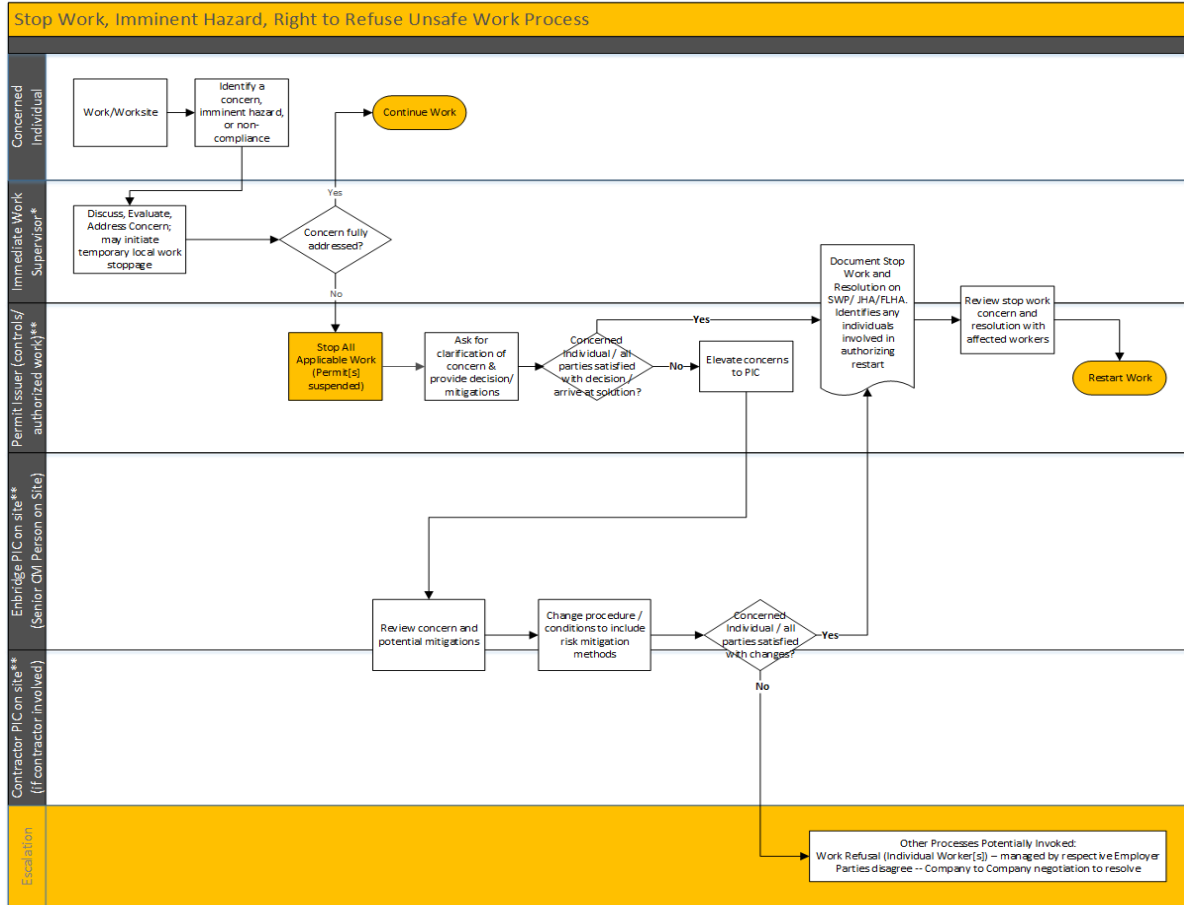 Stop Work, Imminent Hazard, Right to Refuse Unsafe Work Process
Concerned
Individual
Work/Worksite
Identify a
concern,
imminent hazard,
or non-
compliance
Continue Work
Immediate Work
Supervisor*
Discuss, Evaluate,
Address Concern;
may initiate
temporary local work
stoppage
Yes
Concern fully
addressed?
No
Document Stop
Work and
Resolution on
SWP/ JHA/FLHA.
Identifies any
individuals
involved in
authorizing
restart
Review stop work
concern and
resolution with
affected workers
Restart Work
Permit Issuer (controls/
authorized work)**
Stop All
Applicable Work
(Permit[s]
suspended)
Ask for
clarification of
concern &
provide decision/
mitigations
Concerned
Individual / all
parties satisfied
with decision /
arrive at solution?
Yes
No
Elevate concerns
to PIC
Enbridge PIC on site**
(Senior CMI Person on Site)
Review concern and
potential mitigations
Change procedure /
conditions to include
risk mitigation
methods
Concerned
Individual / all
parties satisfied
with changes?
Yes
No
Contractor PIC on site**
(if contractor involved)
Escalation
Other Processes Potentially Invoked:
Work Refusal (Individual Worker[s]) -- managed by respective Employer
Parties disagree -- Company to Company negotiation to resolve